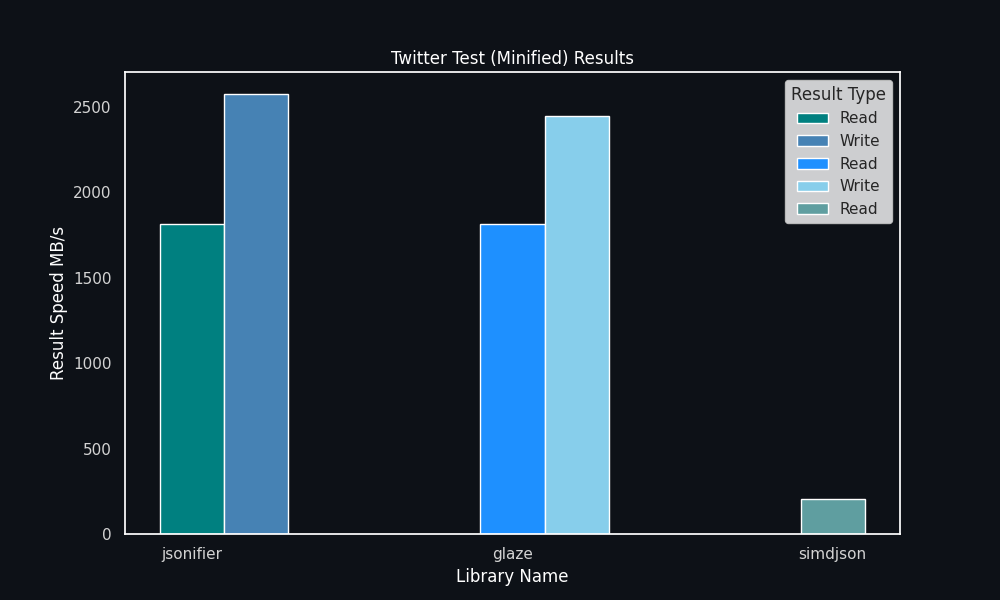 Twitter Test (Minified) Results
Result Speed MB/s
2500
2000
1500
1000
500
0
Result Type
Read
Write
Read
Write
Read
jsonifier
glaze
simdjson
Library Name